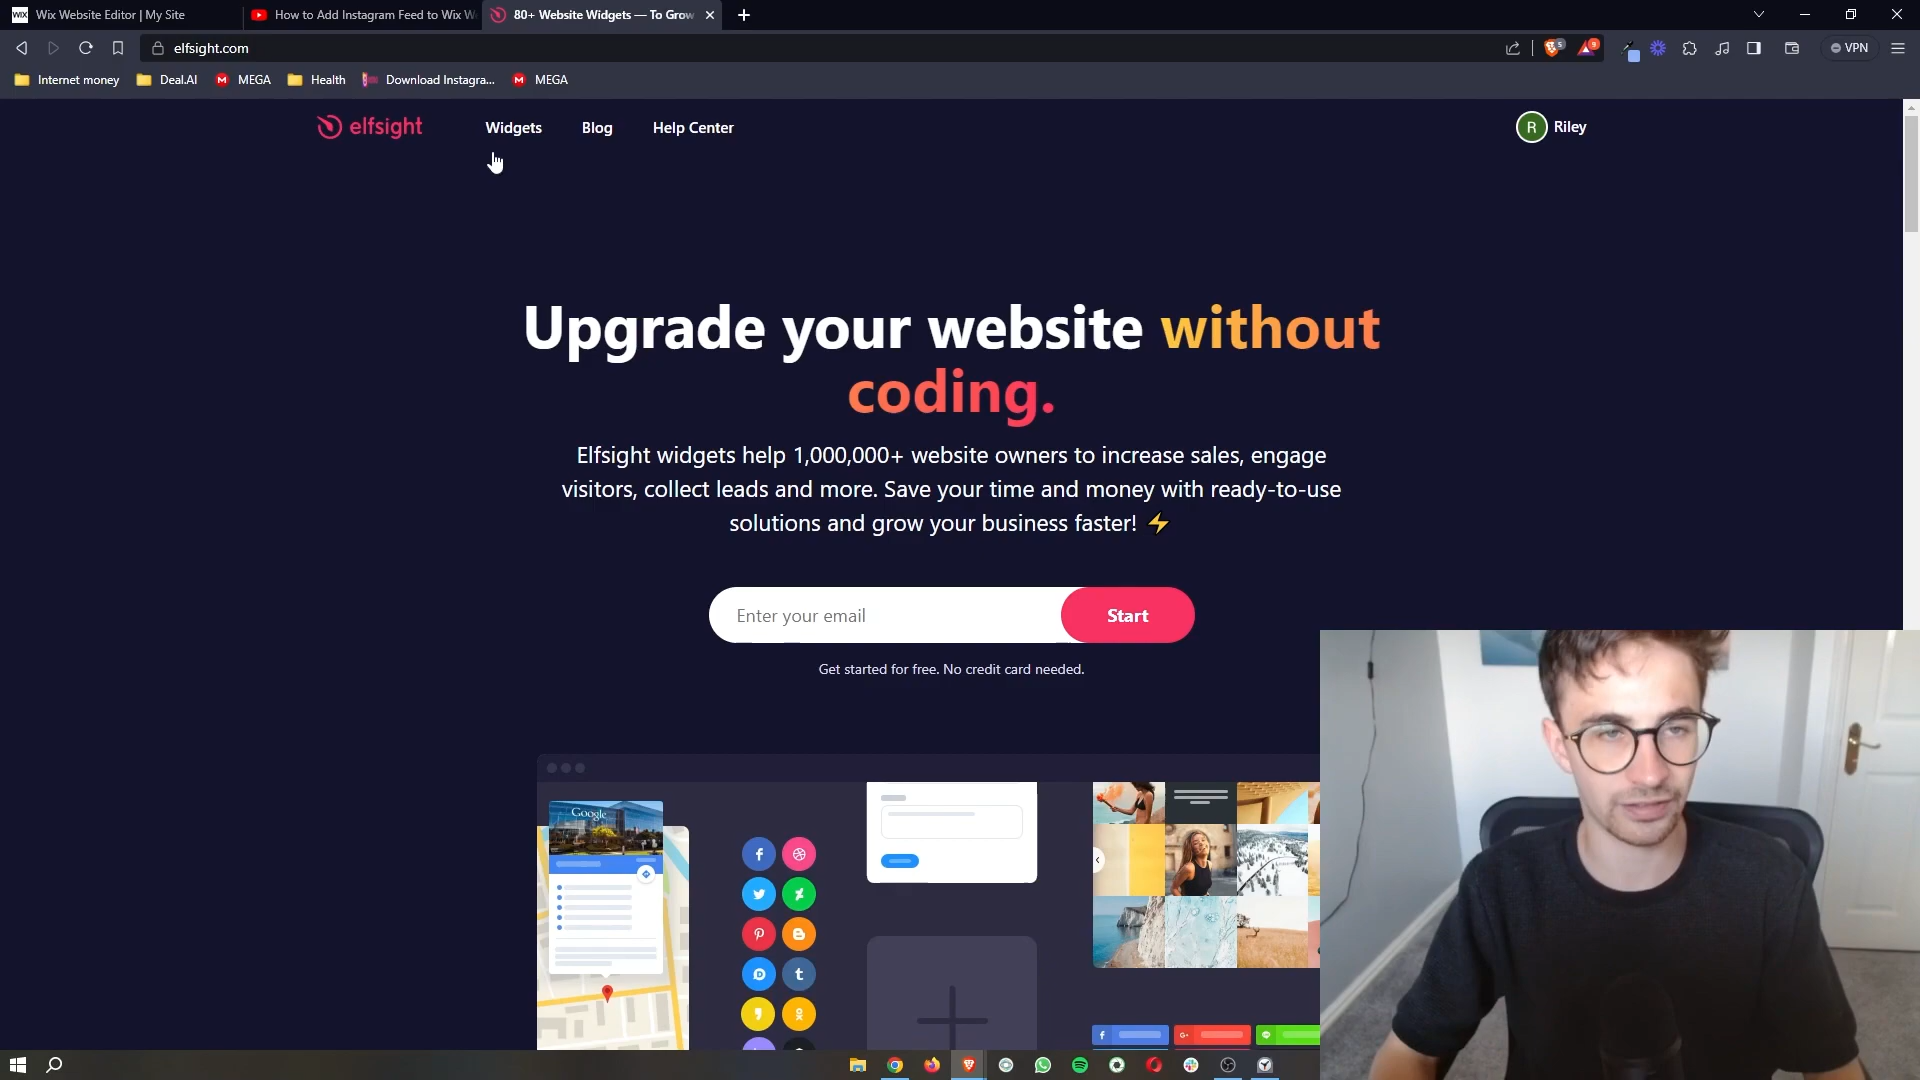 WIX Wix Website Editor | My Site
How to Add Instagram Feed to Wix W
80+ Website Widgets — To Grow
elfsight.com
5
9
VPN
Internet money
Deal.AI
M MEGA
Health
Download Instagra...
M MEGA
elfsight
Widgets
Blog
Help Center
R Riley
Upgrade your website without
coding.
Elfsight widgets help 1,000,000+ website owners to increase sales, engage
visitors, collect leads and more. Save your time and money with ready-to-use
solutions and grow your business faster! ⚡
Enter your email
Start
Get started for free. No credit card needed.
Google